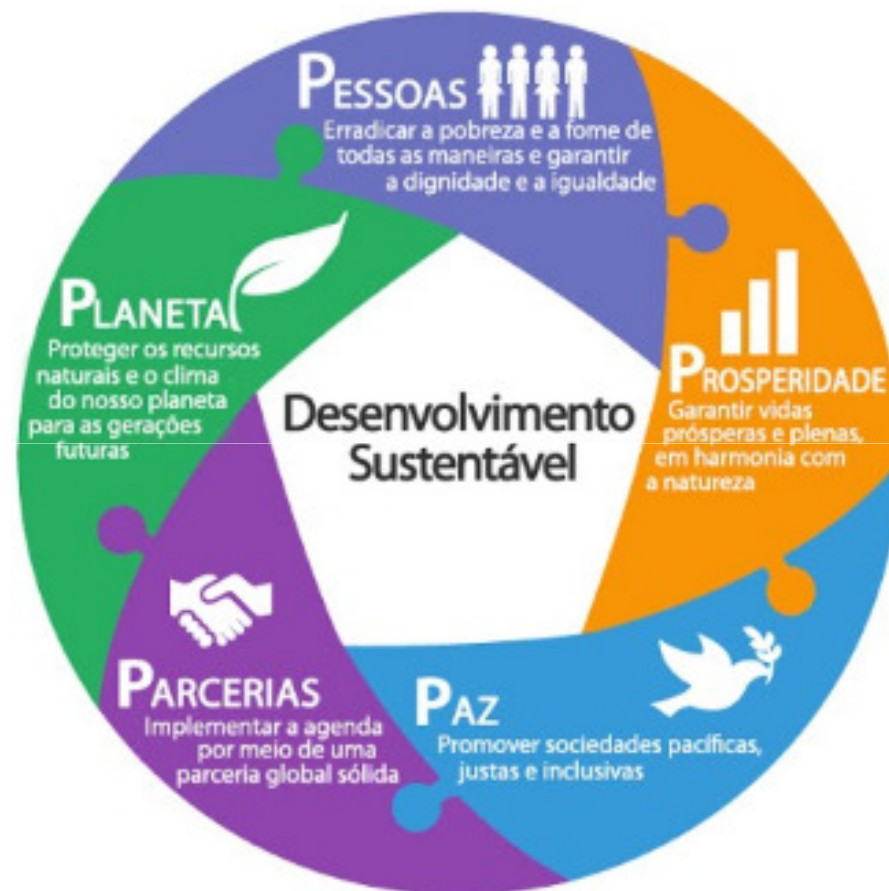 PESSOAS
Erradicar a pobreza e a fome de
todas as maneiras e garantir
a dignidade e a igualdade
PROSPERIDADE
Garantir vidas
prósperas e plenas,
em harmonia com
a natureza
PAZ
Promover sociedades pacíficas,
justas e inclusivas
PARCERIAS
Implementar a agenda
por meio de uma
parceria global sólida
PLANETA
Proteger os recursos
naturais e o clima
do nosso planeta
para as gerações
futuras
Desenvolvimento
Sustentável